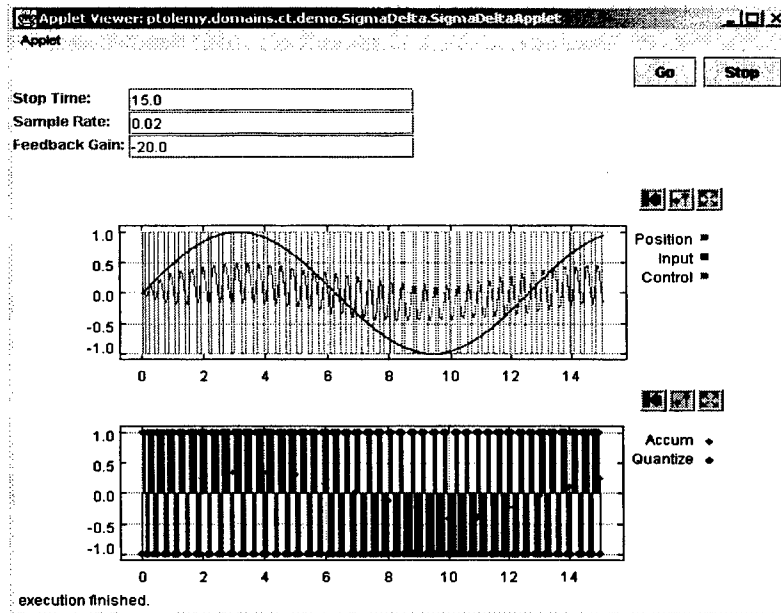 Applet Viewer: ptolemy.domains.ct.demo.SigmaDelta.SigmaDeltaApplet
Applet
Go Stop
Stop Time: 15.0
Sample Rate: 0.02
Feedback Gain: -20.0
1.0
0.5
0.0
-0.5
-1.0
0 2 4 6 8 10 12 14
Position
Input
Control
1.0
0.5
0.0
-0.5
-1.0
0 2 4 6 8 10 12 14
Accum
Quantize
execution finished.